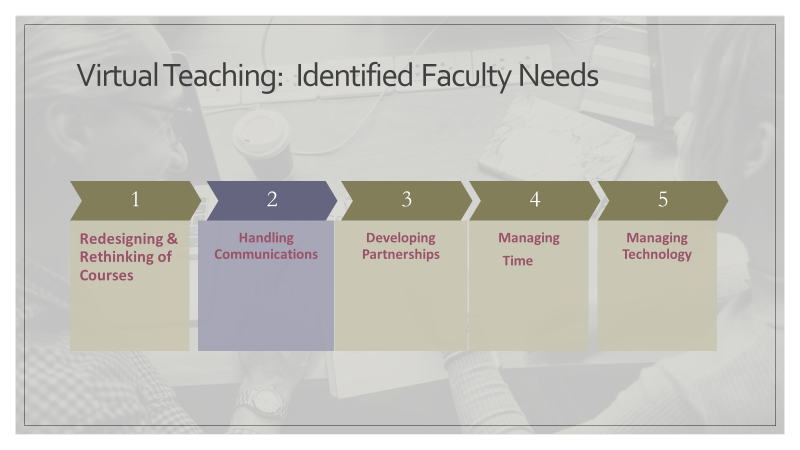 Virtual Teaching:  Identified Faculty Needs
1
Redesigning &
Rethinking of
Courses
2
Handling
Communications
3
Developing
Partnerships
4
Managing
Time
5
Managing
Technology